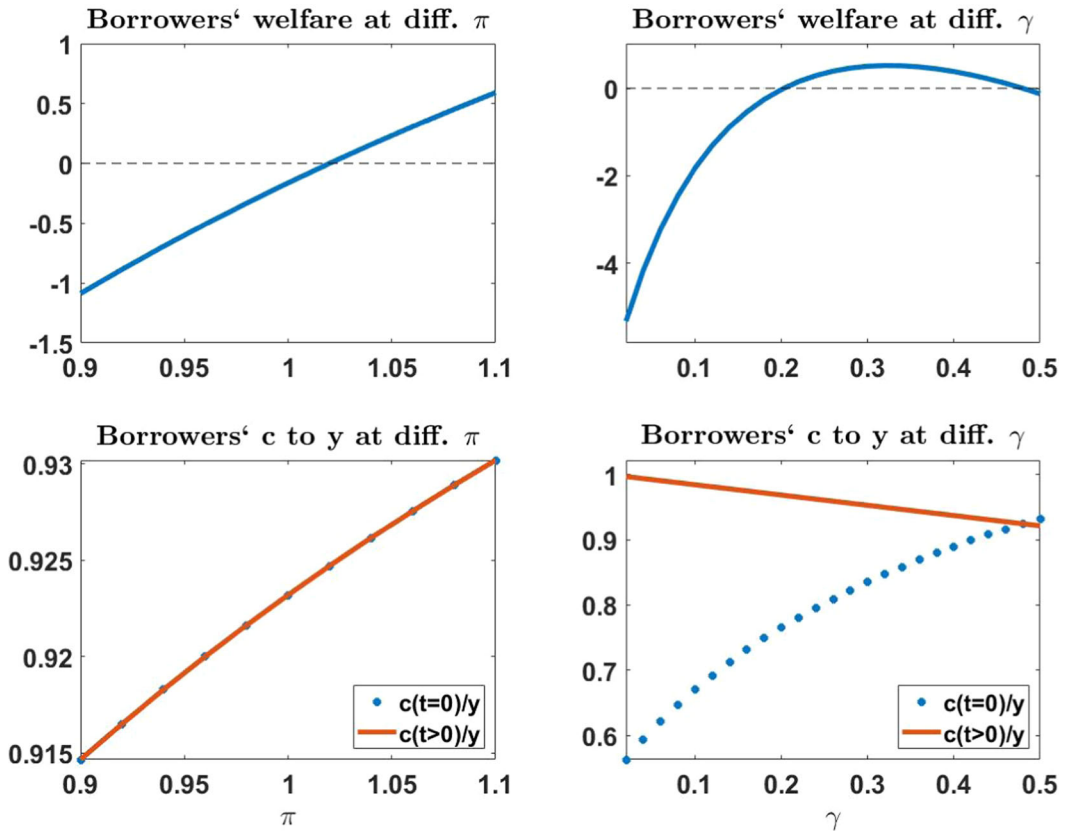 Borrowers‘ welfare at diff. π
1
0.5
0
-0.5
-1
-1.5
0.9 0.95 1 1.05 1.1
Borrowers‘ welfare at diff. γ
0
-2
-4
0.1 0.2 0.3 0.4 0.5
Borrowers‘ c to y at diff. π
0.93
0.925
0.92
0.915
c(t=0)/y
c(t>0)/y
0.9 0.95 1 1.05 1.1
π
Borrowers‘ c to y at diff. γ
1
0.9
0.8
0.7
0.6
c(t=0)/y
c(t>0)/y
0.1 0.2 0.3 0.4 0.5
γ